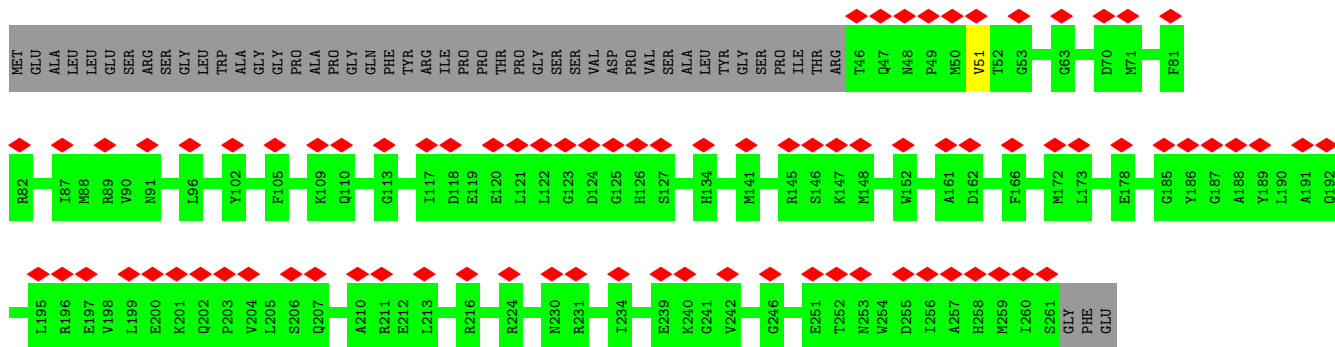 MET GLU ALA LEU LEU GLU SER ARG SER GLY LEU TRP ALA GLY GLY PRO ALA PRO GLY GLN PHE TYR ARG ILE PRO PRO THR PRO GLY SER SER VAL ASP PRO VAL SER ALA LEU TYR GLY SER PRO ILE THR ARG T46 Q47 N48 P49 M50 V51 T52 G53 G63 D70 M71 F81
R82 I87 M88 R89 V90 N91 L96 Y102 F105 K109 Q110 G113 I117 D118 E119 E120 L121 L122 G123 D124 G125 H126 S127 H134 M141 R145 S146 K147 M148 W152 A161 D162 F166 M172 L173 E178 G185 Y186 G187 A188 Y189 L190 A191 Q192
L195 R196 E197 V198 L199 E200 K201 Q202 P203 V204 L205 S206 Q207 A210 R211 E212 L213 R216 R224 N230 R231 I234 E239 K240 G241 V242 G246 E251 T252 N253 W254 D255 I256 A257 H258 M259 I260 S261 GLY PHE GLU